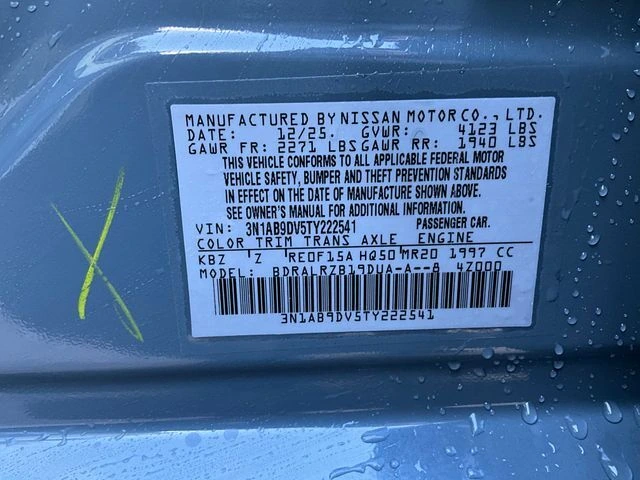 MANUFACTURED BY NISSAN MOTOR CO., LTD.
DATE: 12/25. GVWR: 4123 LBS
GAWR FR: 2271 LBS GAWR RR: 1940 LBS
THIS VEHICLE CONFORMS TO ALL APPLICABLE FEDERAL MOTOR
VEHICLE SAFETY, BUMPER AND THEFT PREVENTION STANDARDS
IN EFFECT ON THE DATE OF MANUFACTURE SHOWN ABOVE.
SEE OWNER'S MANUAL FOR ADDITIONAL INFORMATION.
VIN: 3N1AB9DV5TY222541 PASSENGER CAR.
COLOR TRIM TRANS AXLE ENGINE
KBZ Z RE0F15A HQ50 MR20 1997 CC
MODEL: BDRALRZB19DUA-A--B 4Z000
3N1AB9DV5TY222541